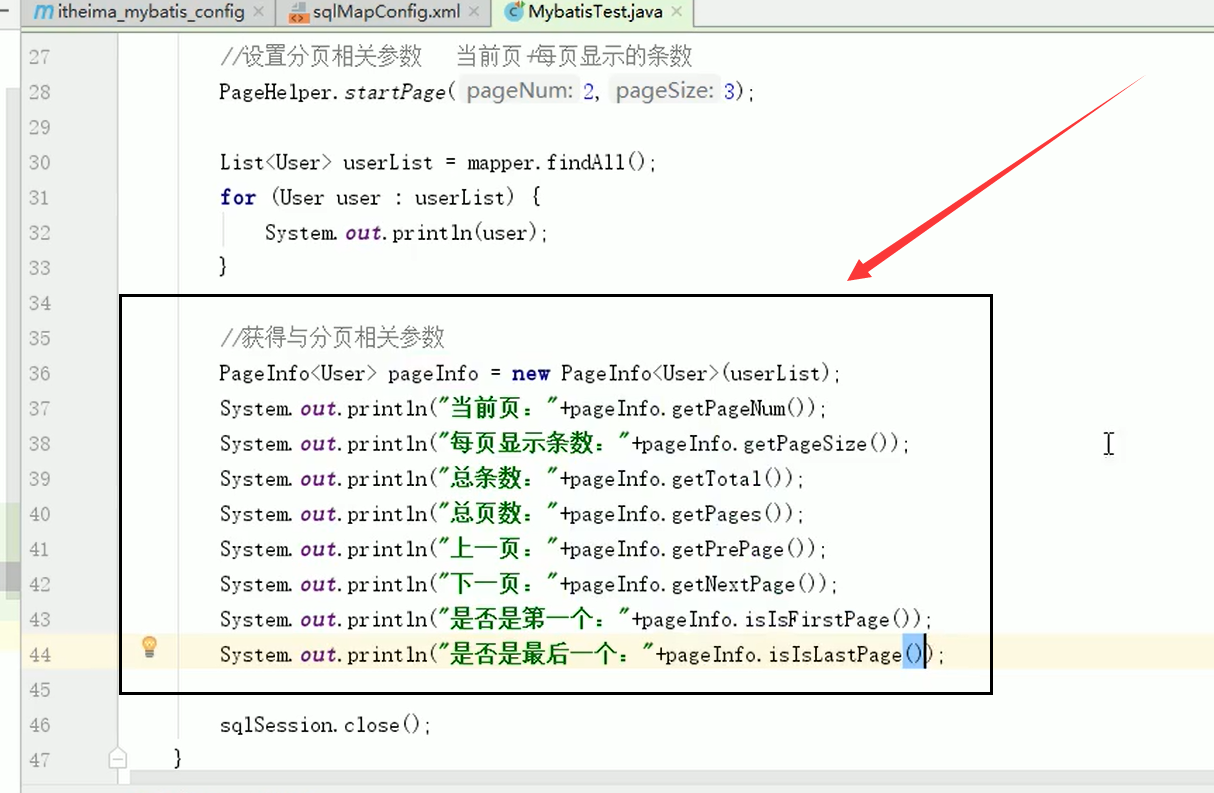 itheima_mybatis_config × sqlMapConfig.xml × MybatisTest.java ×
27 //设置分页相关参数 当前页+每页显示的条数
28 PageHelper.startPage( pageNum: 2, pageSize: 3);
29
30 List<User> userList = mapper.findAll();
31 for (User user : userList) {
32 System.out.println(user);
33 }
34
35 //获得与分页相关参数
36 PageInfo<User> pageInfo = new PageInfo<User>(userList);
37 System.out.println("当前页："+pageInfo.getPageNum());
38 System.out.println("每页显示条数："+pageInfo.getPageSize());
39 System.out.println("总条数："+pageInfo.getTotal());
40 System.out.println("总页数："+pageInfo.getPages());
41 System.out.println("上一页："+pageInfo.getPrePage());
42 System.out.println("下一页："+pageInfo.getNextPage());
43 System.out.println("是否是第一个："+pageInfo.isIsFirstPage());
44 System.out.println("是否是最后一个："+pageInfo.isIsLastPage());
45
46 sqlSession.close();
47 }